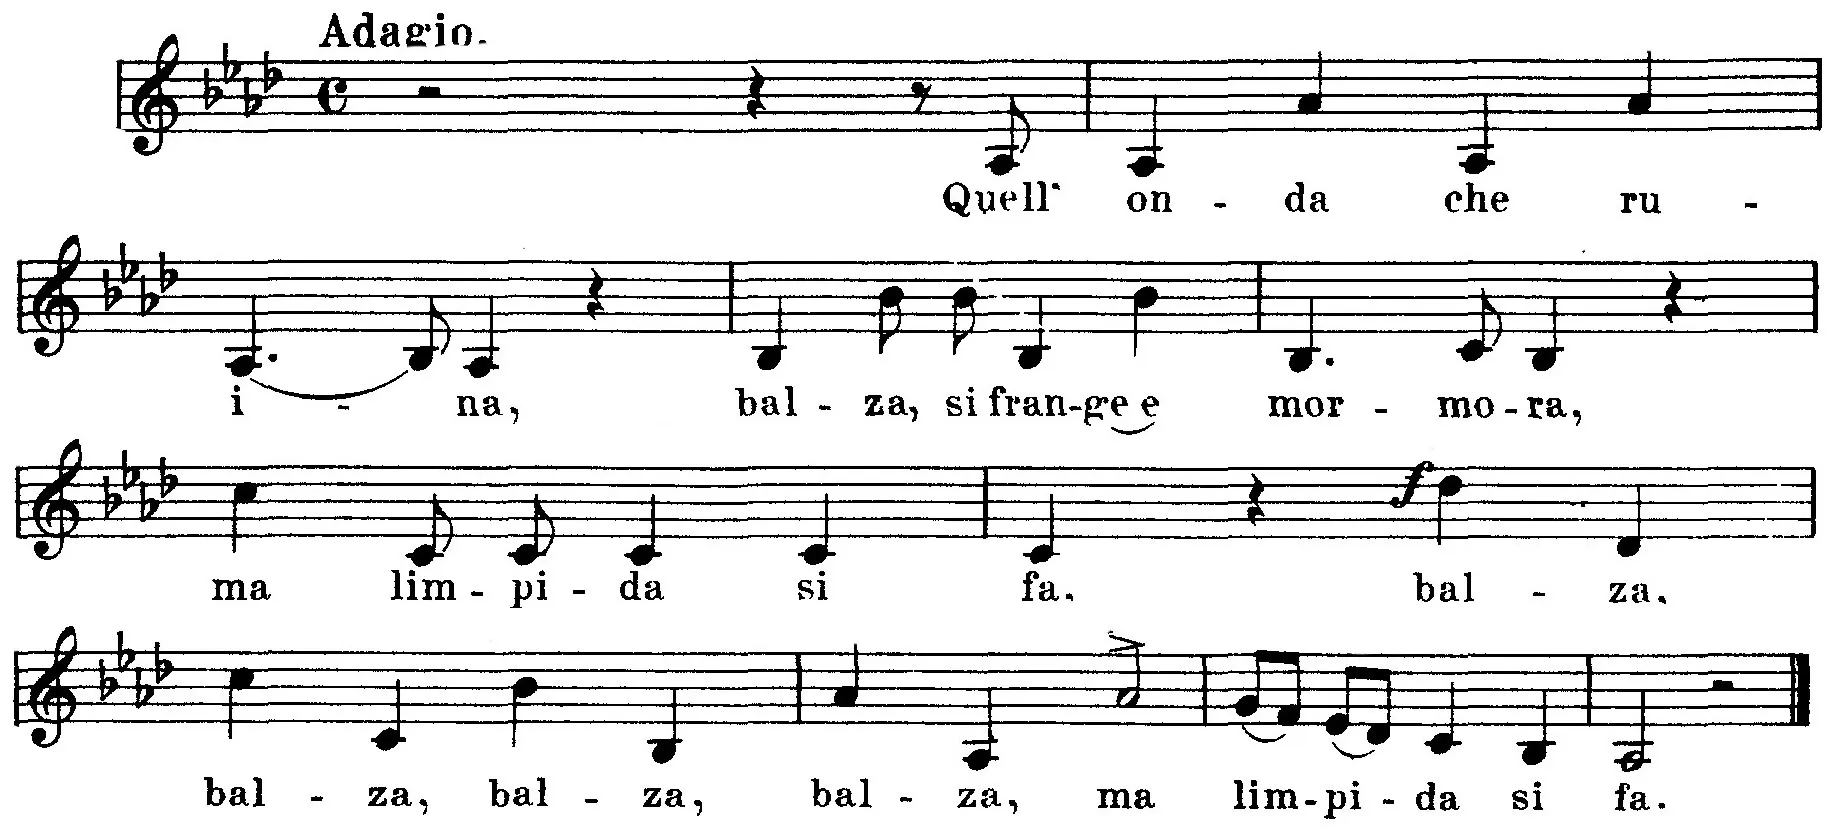 Adagio.
Quell' on - da che ru -
i - na, bal - za, si fran-ge e mor - mo-ra,
ma lim - pi - da si fa. f bal - za.
bal - za, bal - za, bal - za, ma lim-pi - da si fa.